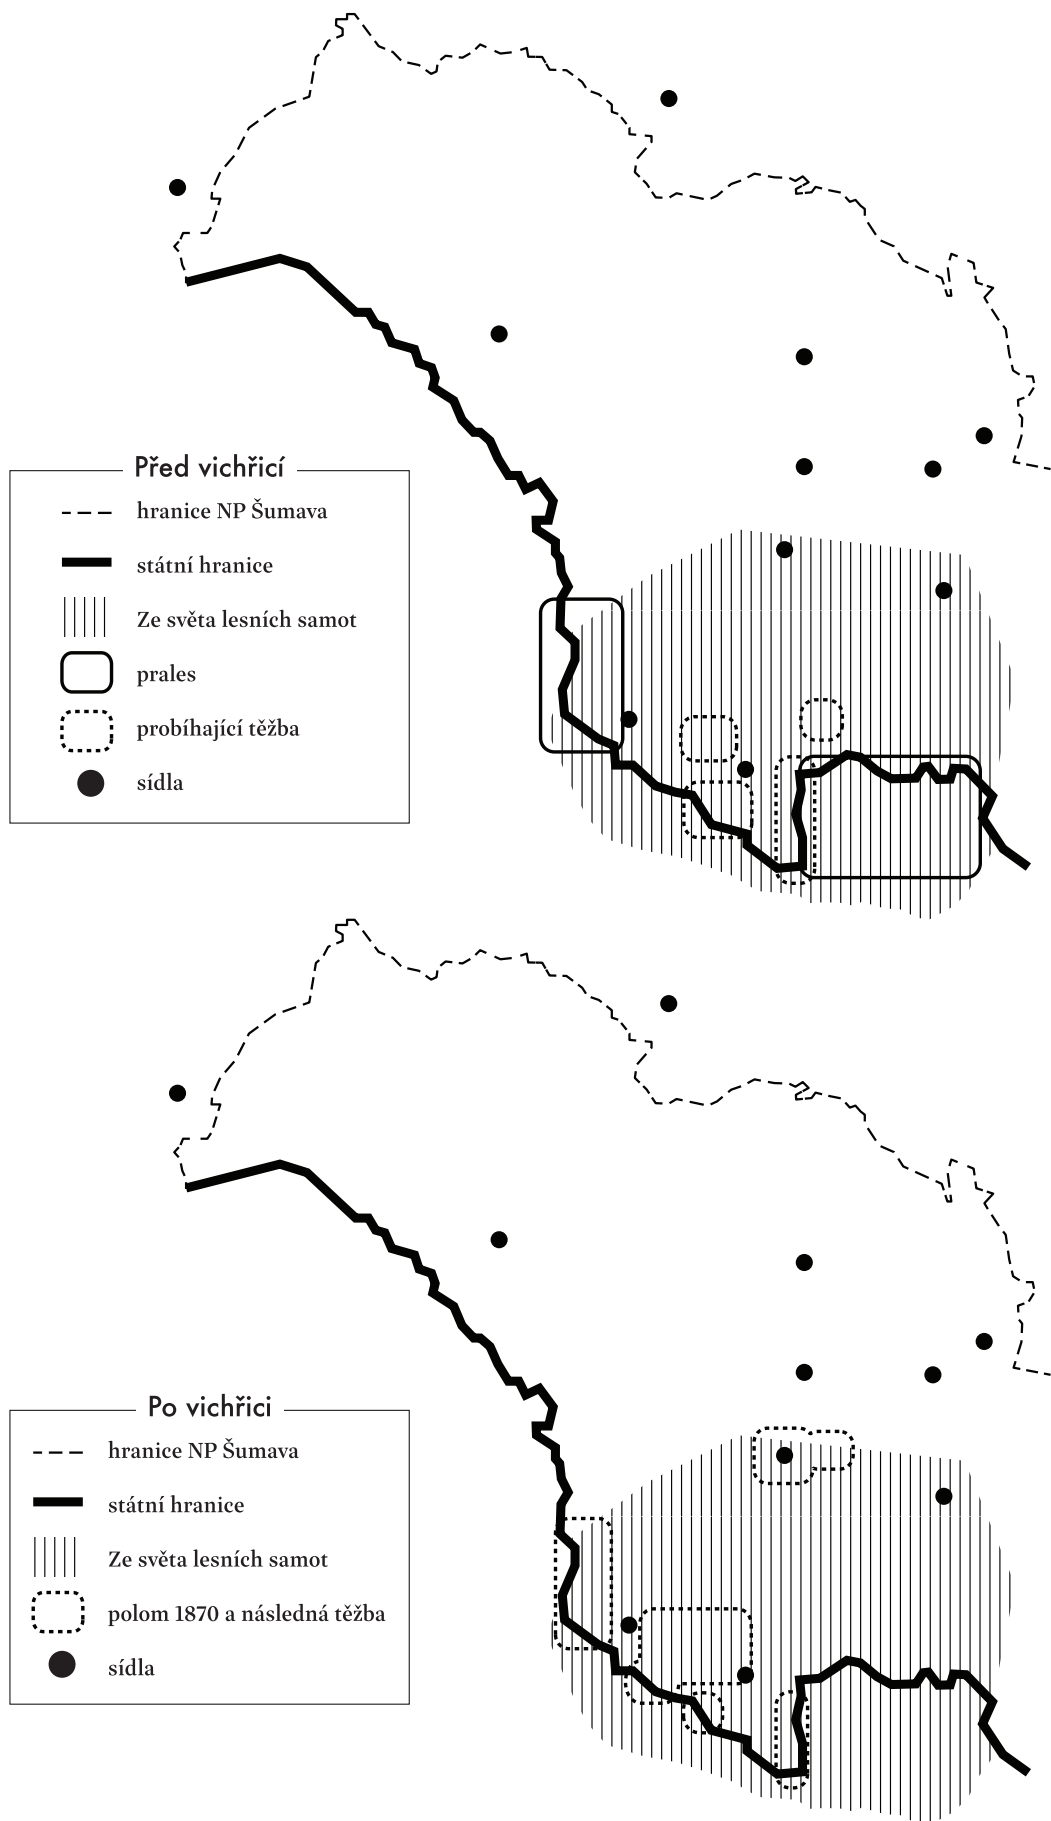 Před vichřicí
hranice NP Šumava
státní hranice
Ze světa lesních samot
prales
probíhající těžba
sídla
Po vichřici
hranice NP Šumava
státní hranice
Ze světa lesních samot
polom 1870 a následná těžba
sídla